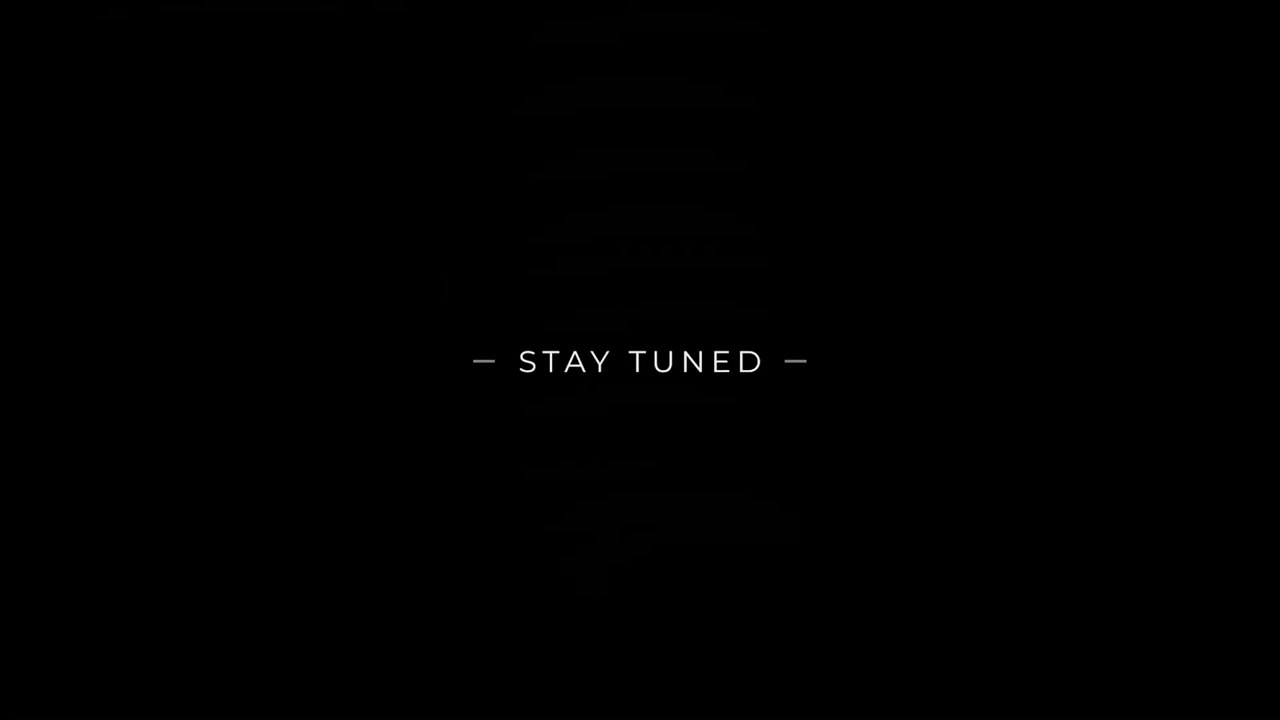 — STAY TUNED —